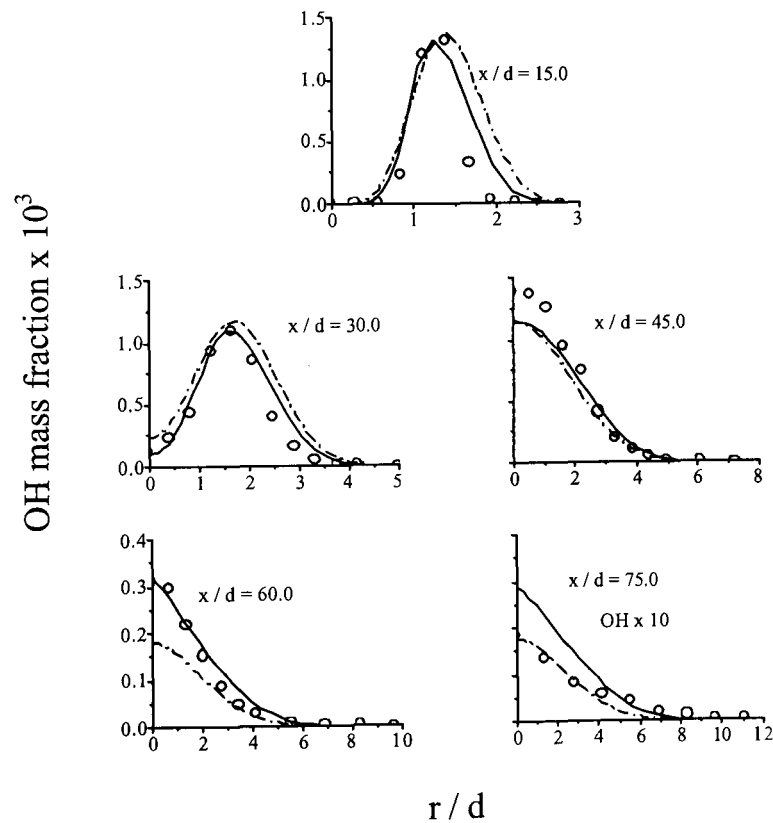 OH mass fraction x 10³
1.5
1.0
0.5
0.0
x / d = 15.0
0 1 2 3
1.5
1.0
0.5
0.0
x / d = 30.0
0 1 2 3 4 5
x / d = 45.0
0 2 4 6 8
0.4
0.3
0.2
0.1
0.0
x / d = 60.0
0 2 4 6 8 10
x / d = 75.0
OH x 10
0 2 4 6 8 10 12
r / d